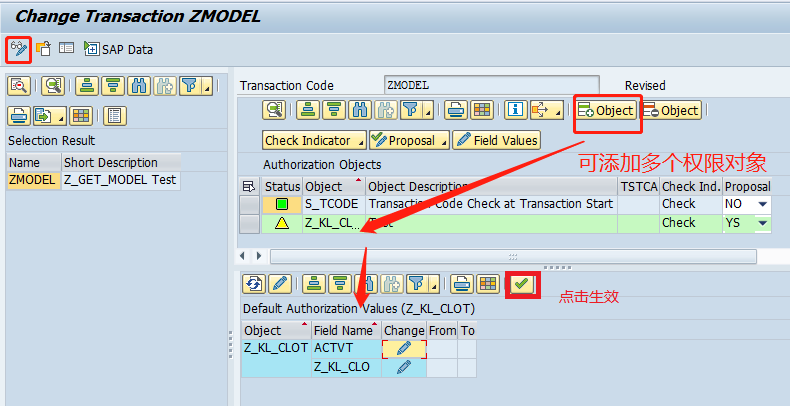 Change Transaction ZMODEL
SAP Data
Transaction Code ZMODEL Revised
Object Object
Selection Result
Check Indicator Proposal Field Values
Name Short Description
ZMODEL Z_GET_MODEL Test
Authorization Objects
可添加多个权限对象
Status Object Object Description TSTCA Check Ind. Proposal
S_TCODE Transaction Code Check at Transaction Start Check NO
Z_KL_CL... Check YS
点击生效
Default Authorization Values (Z_KL_CLOT)
Object Field Name Change From To
Z_KL_CLOT ACTVT
Z_KL_CLO